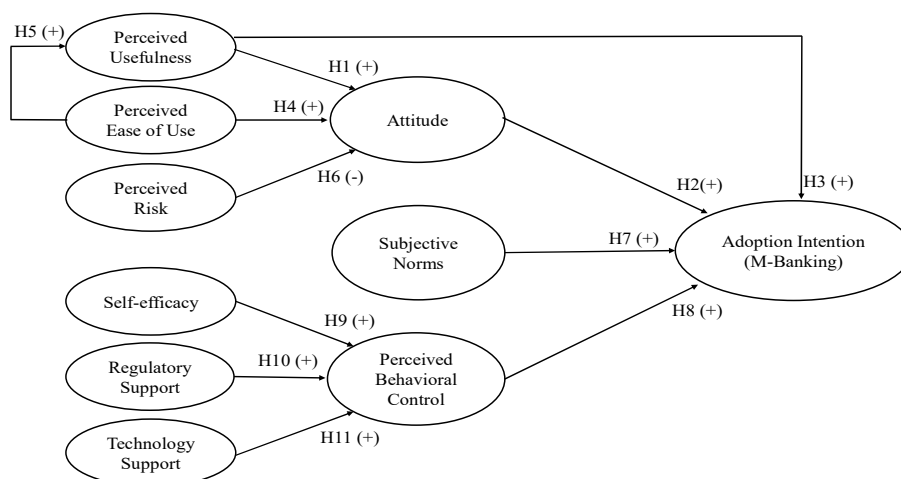 H5 (+)
Perceived
Usefulness
H1 (+)
Perceived
Ease of Use
H4 (+)
Attitude
H6 (-)
Perceived
Risk
H2(+)
H3 (+)
Subjective
Norms
H7 (+)
Adoption Intention
(M-Banking)
Self-efficacy
H9 (+)
H8 (+)
Regulatory
Support
H10 (+)
Perceived
Behavioral
Control
H11 (+)
Technology
Support